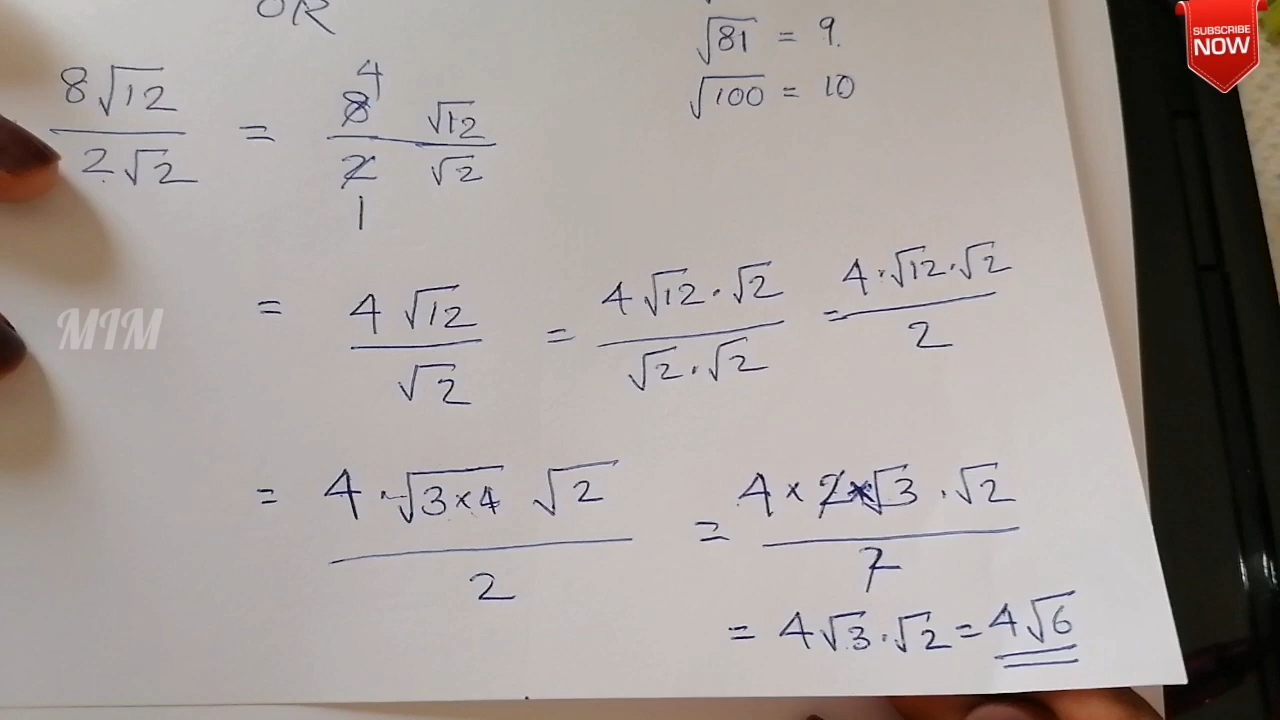 OR
√81 = 9.
√100 = 10
SUBSCRIBE
NOW
8√12 / 2√2 = 8 √12 / 2 √2
4
1
= 4 √12 / √2 = 4√12 . √2 / √2 . √2 = 4 . √12 . √2 / 2
MIM
= 4 . √3×4 √2 / 2 = 4 × 2 × √3 . √2 / 2
= 4√3 . √2 = 4√6